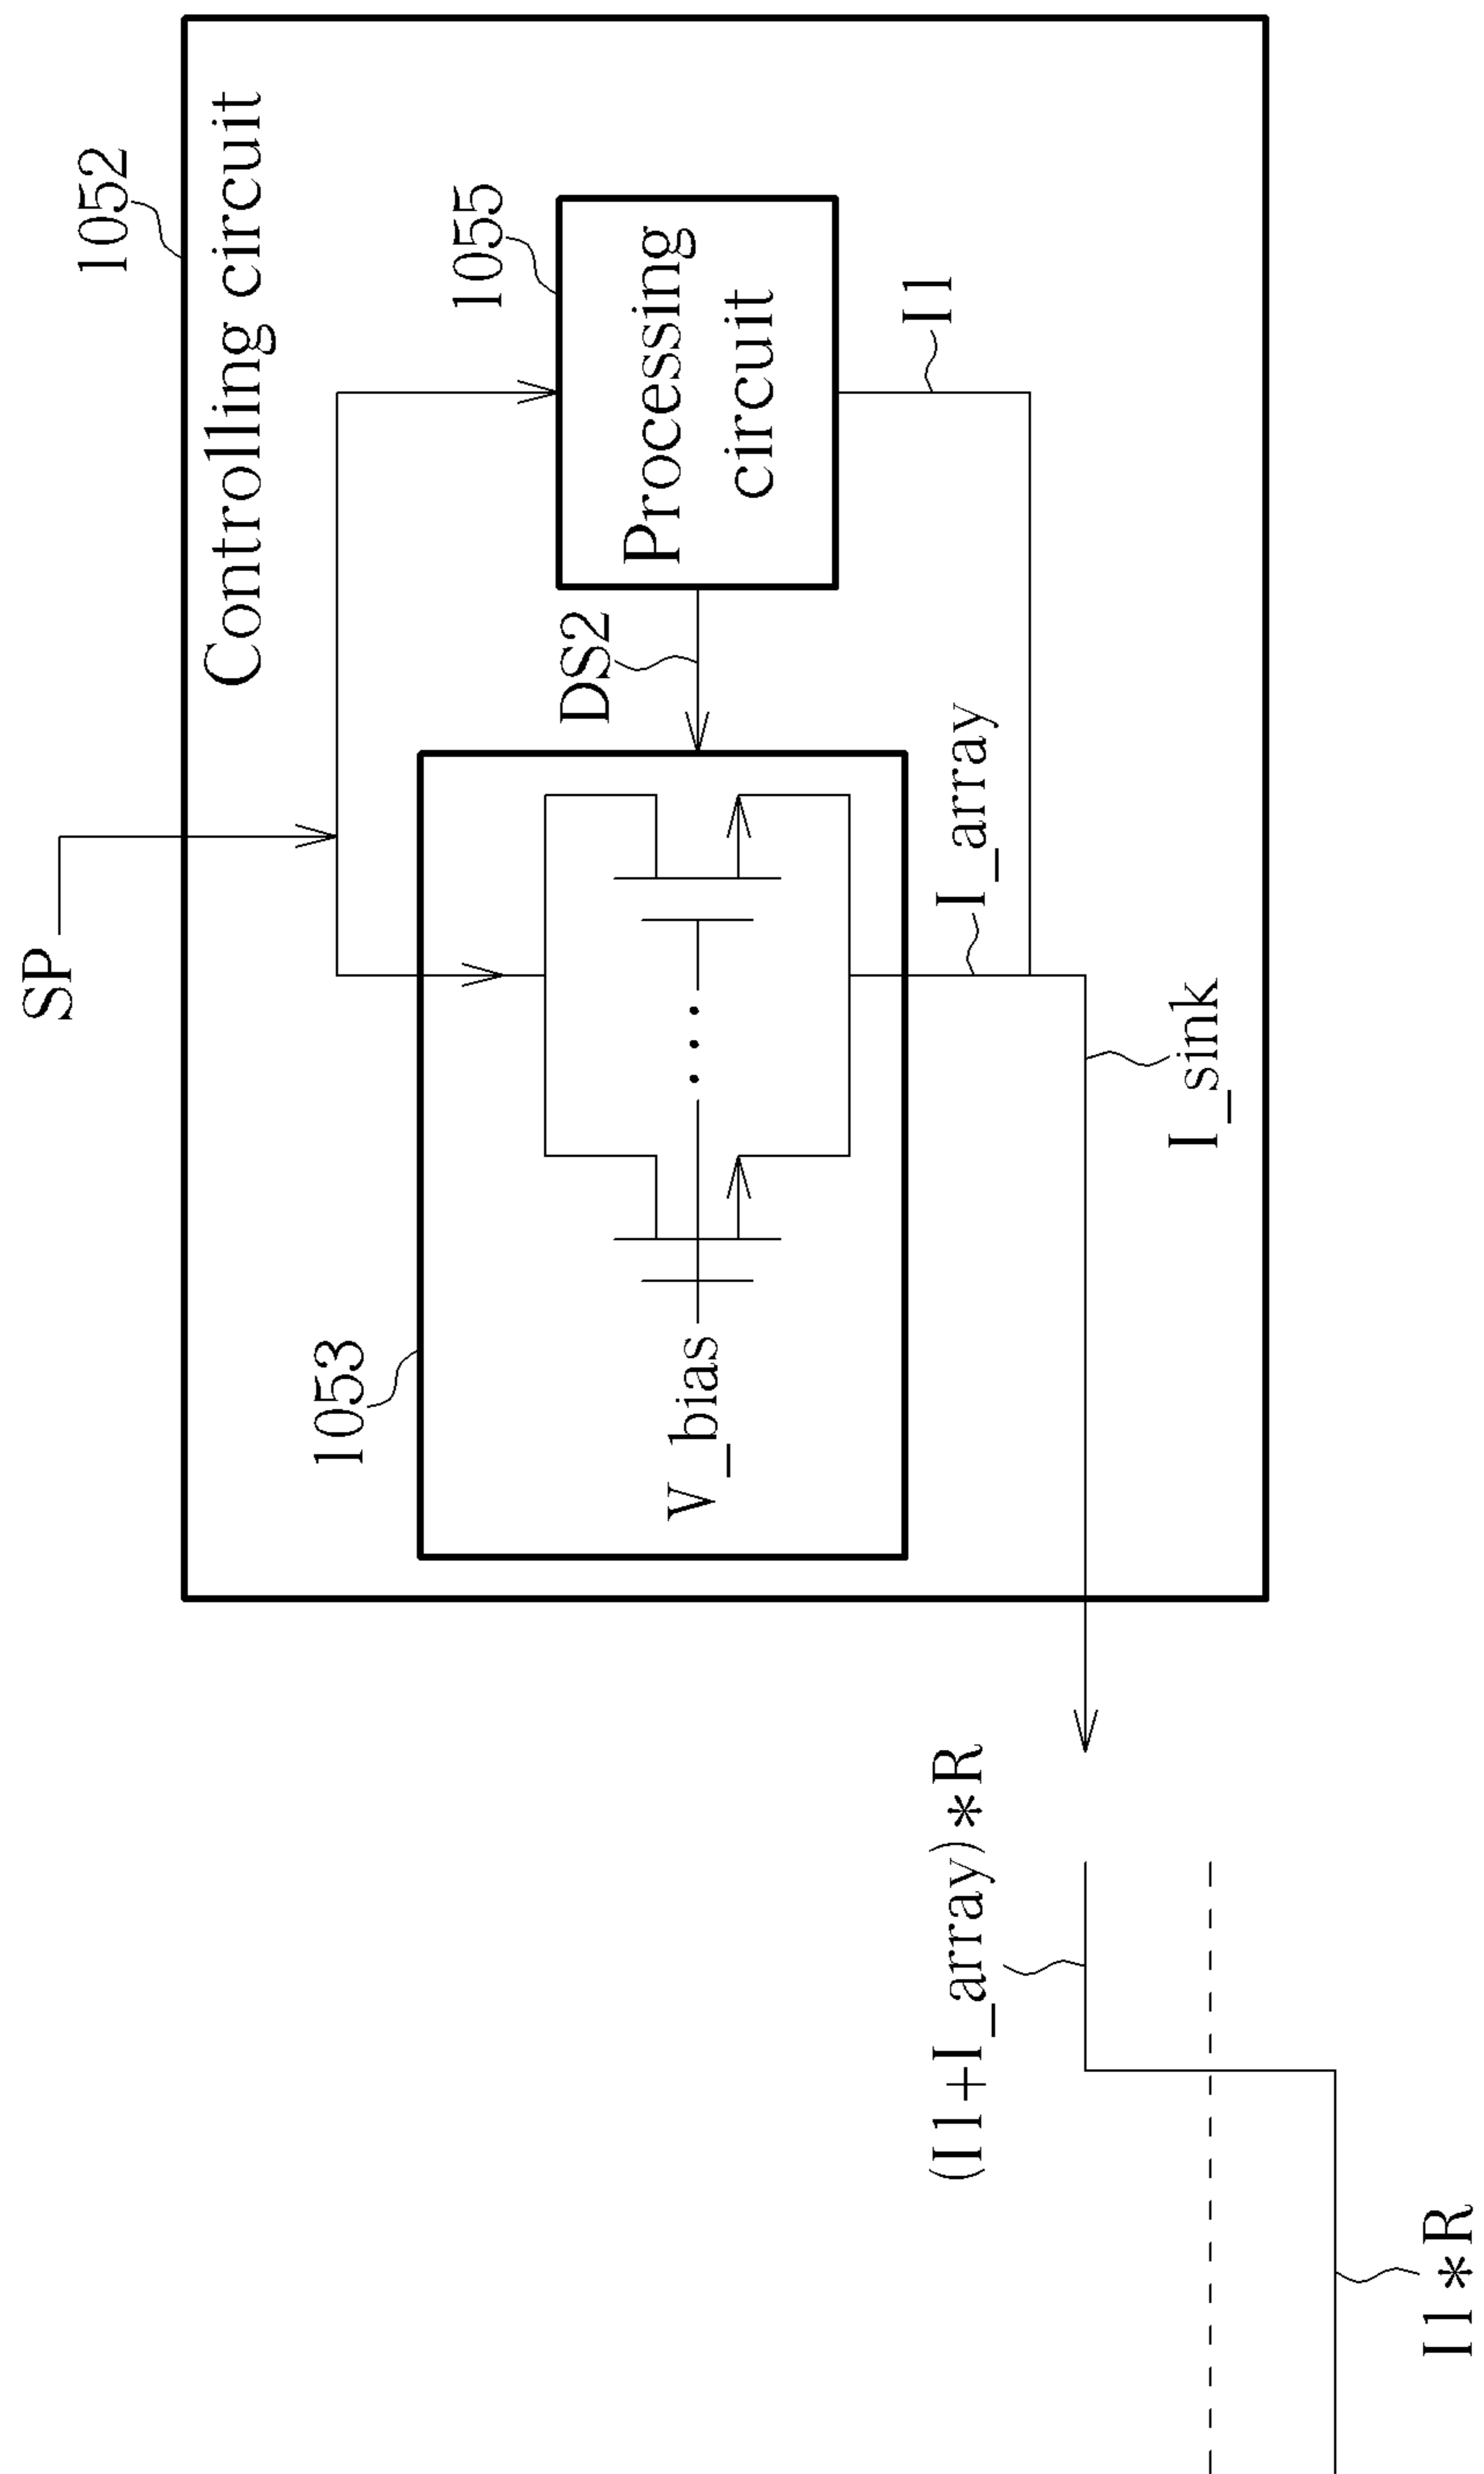 SP
1052
Controlling circuit
1055
Processing
circuit
DS2
1053
V_bias
I1
I_array
I_sink
(I1+I_array)*R
I1*R